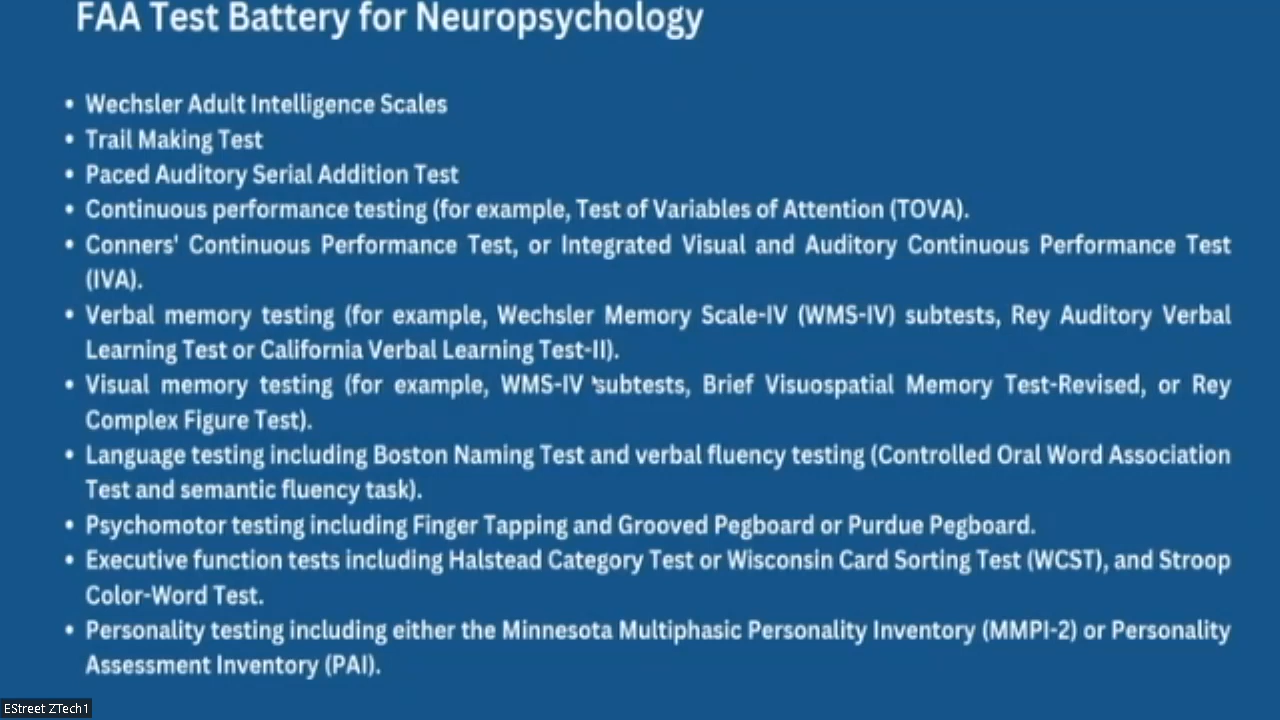 FAA Test Battery for Neuropsychology
• Wechsler Adult Intelligence Scales
• Trail Making Test
• Paced Auditory Serial Addition Test
• Continuous performance testing (for example, Test of Variables of Attention (TOVA).
• Conners' Continuous Performance Test, or Integrated Visual and Auditory Continuous Performance Test
(IVA).
• Verbal memory testing (for example, Wechsler Memory Scale-IV (WMS-IV) subtests, Rey Auditory Verbal
Learning Test or California Verbal Learning Test-II).
• Visual memory testing (for example, WMS-IV subtests, Brief Visuospatial Memory Test-Revised, or Rey
Complex Figure Test).
• Language testing including Boston Naming Test and verbal fluency testing (Controlled Oral Word Association
Test and semantic fluency task).
• Psychomotor testing including Finger Tapping and Grooved Pegboard or Purdue Pegboard.
• Executive function tests including Halstead Category Test or Wisconsin Card Sorting Test (WCST), and Stroop
Color-Word Test.
• Personality testing including either the Minnesota Multiphasic Personality Inventory (MMPI-2) or Personality
Assessment Inventory (PAI).
EStreet ZTech1